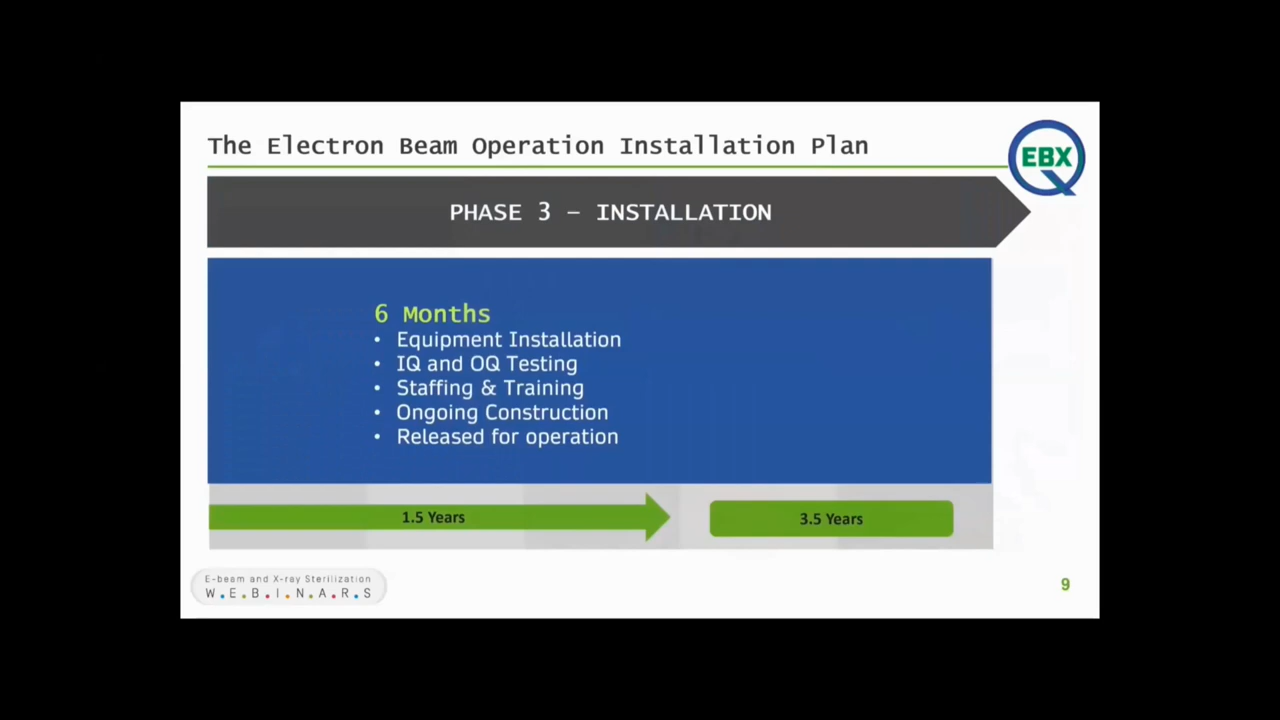 The Electron Beam Operation Installation Plan
EBX
PHASE 3 – INSTALLATION
6 Months
• Equipment Installation
• IQ and OQ Testing
• Staffing & Training
• Ongoing Construction
• Released for operation
1.5 Years
3.5 Years
E-beam and X-ray Sterilization
W.E.B.I.N.A.R.S
9